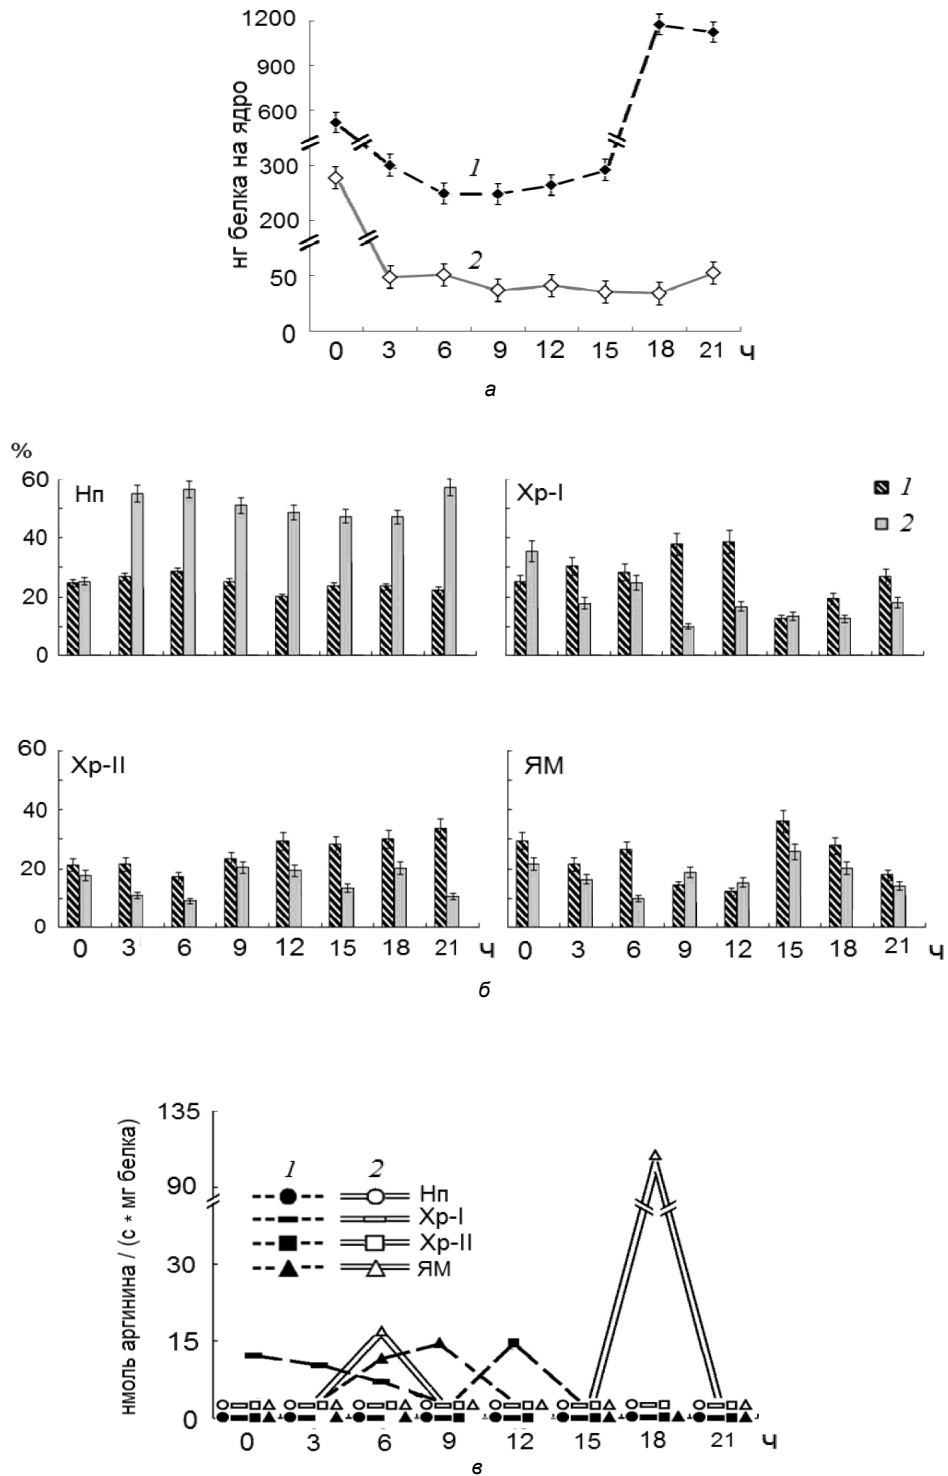 нг белка на ядро
1200
900
600
300
200
50
0
1
2
0 3 6 9 12 15 18 21 ч
а
%
60
40
20
0
Нп
Хр-I
1
2
60
40
20
0
Хр-II
0 3 6 9 12 15 18 21 ч
ЯМ
0 3 6 9 12 15 18 21 ч
б
нмоль аргинина / (с * мг белка)
135
90
30
15
0
1 2
Нп
Хр-I
Хр-II
ЯМ
0 3 6 9 12 15 18 21 ч
в